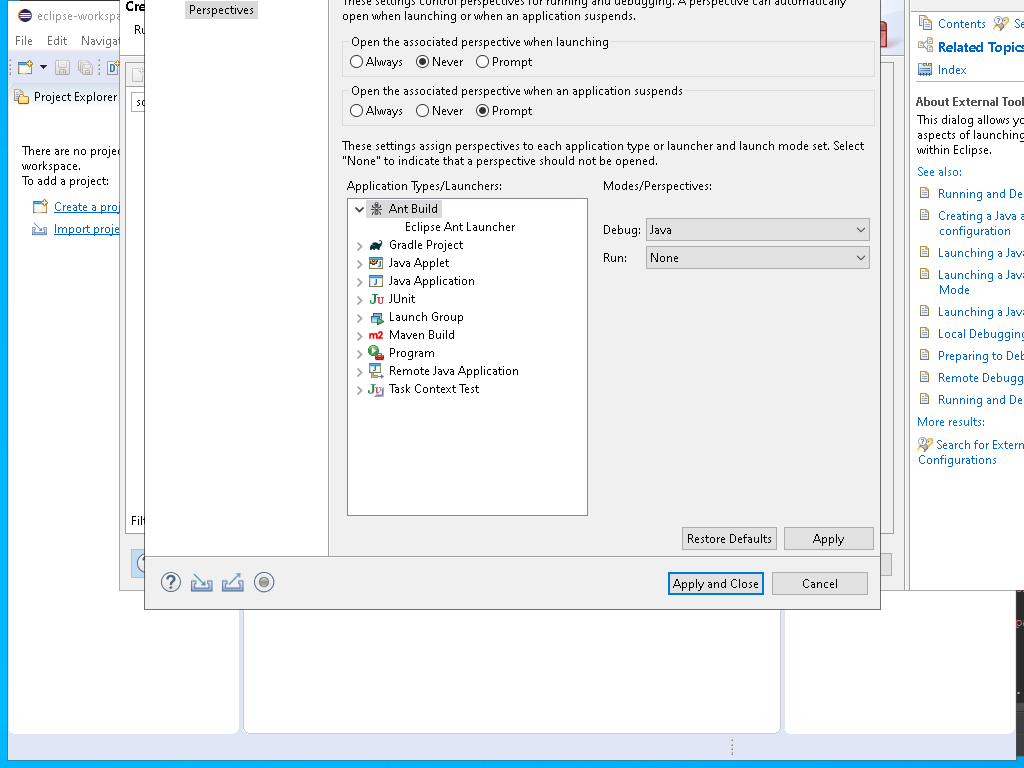 eclipse-workspa
Cre
Perspectives
These settings control perspectives for running and debugging. A perspective can automatically
open when launching or when an application suspends.
File Edit Navigat
Ru
Open the associated perspective when launching
Always Never Prompt
Open the associated perspective when an application suspends
Always Never Prompt
Project Explorer
These settings assign perspectives to each application type or launcher and launch mode set. Select
"None" to indicate that a perspective should not be opened.
There are no projec
workspace.
To add a project:
Create a proj
Import proje
Application Types/Launchers:
Modes/Perspectives:
Ant Build
Eclipse Ant Launcher
Gradle Project
Java Applet
Java Application
JUnit
Launch Group
Maven Build
Program
Remote Java Application
Task Context Test
Debug: Java
Run: None
Filt
Restore Defaults Apply
Apply and Close Cancel
Contents Se
Related Topics
Index
About External Tool
This dialog allows yo
aspects of launching
within Eclipse.
See also:
Running and De
Creating a Java a
configuration
Launching a Java
Launching a Java
Mode
Launching a Java
Local Debugging
Preparing to Deb
Remote Debugg
Running and De
More results:
Search for Extern
Configurations